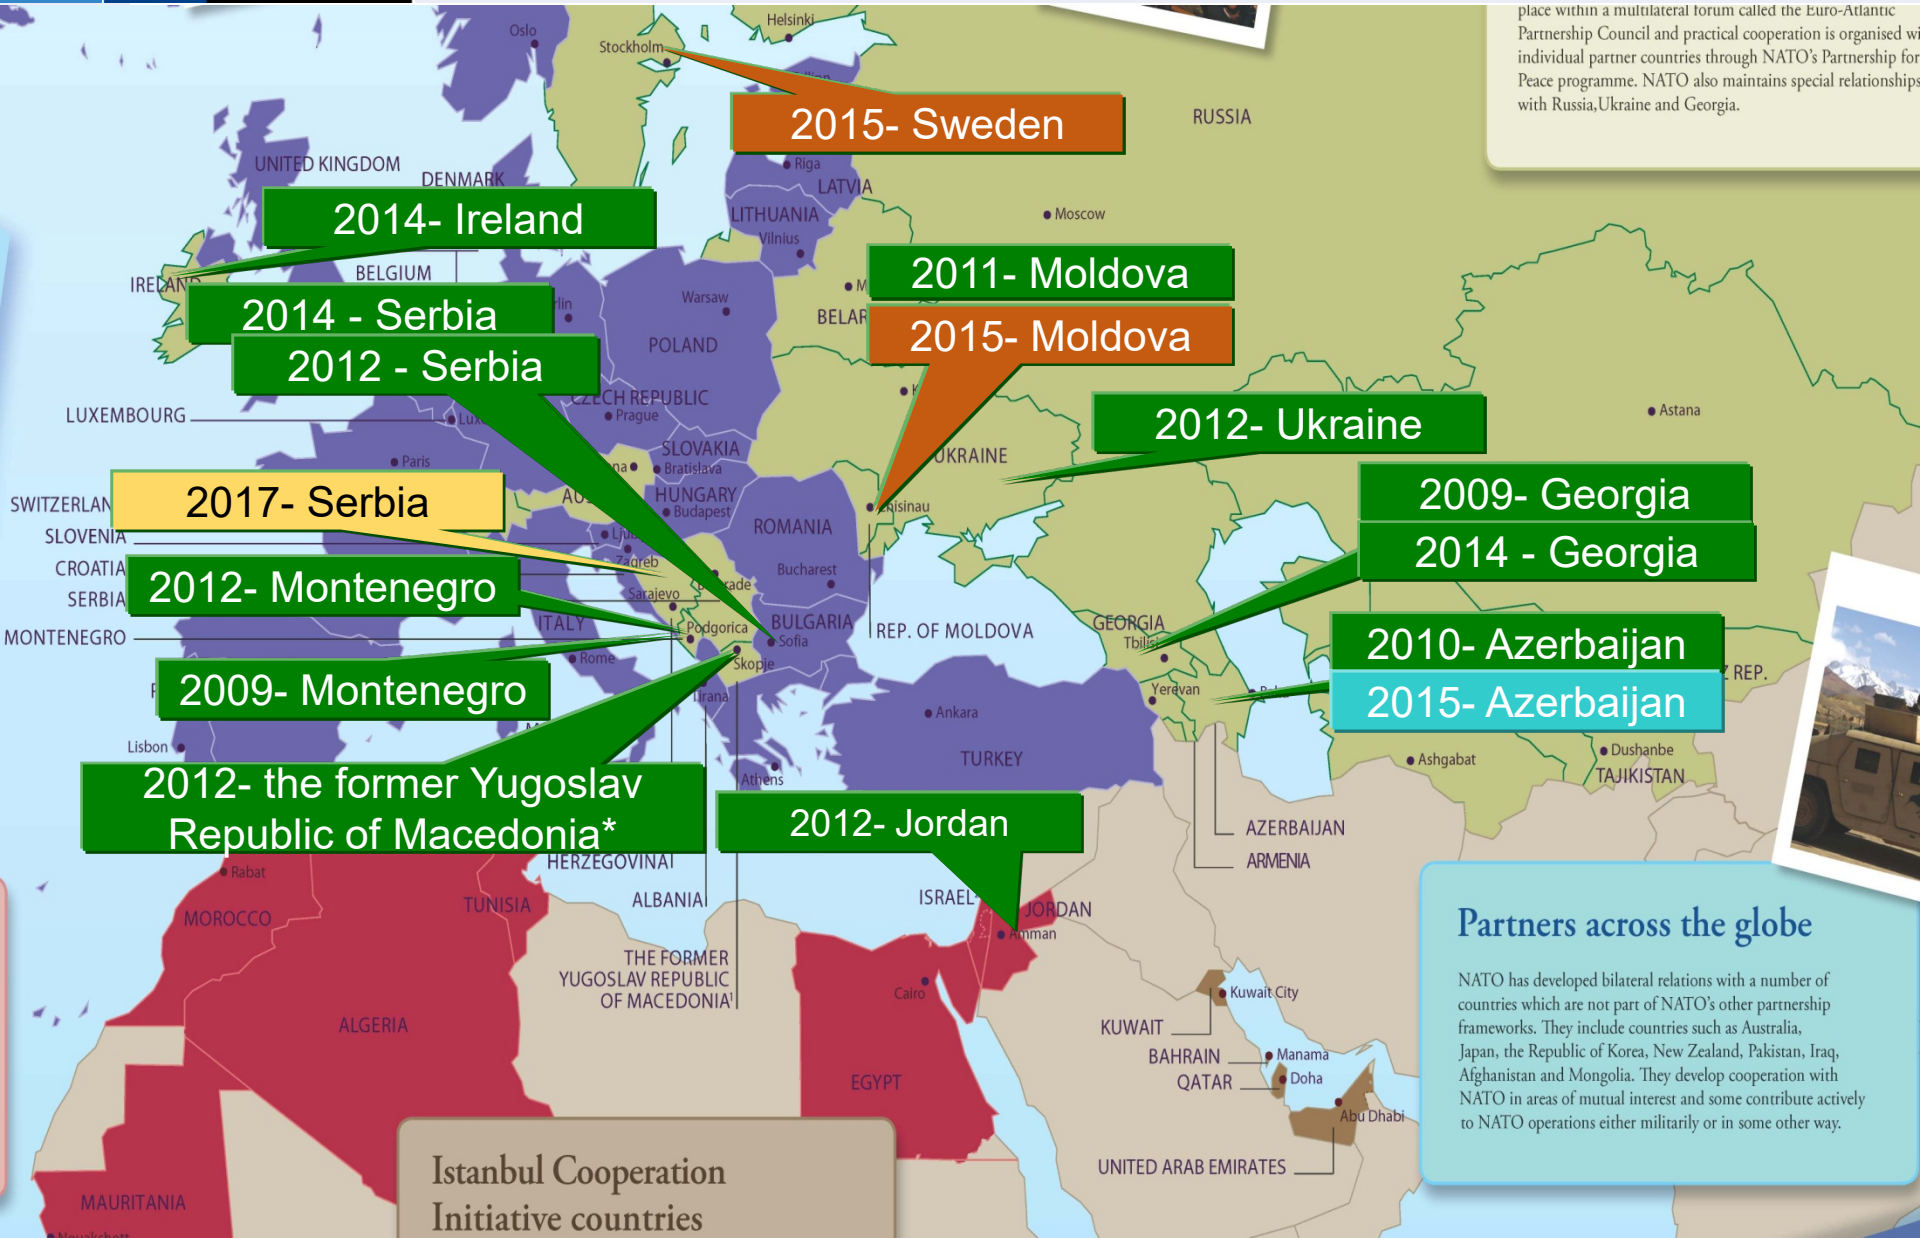 place within a multilateral forum called the Euro-Atlantic
Partnership Council and practical cooperation is organised
individual partner countries through NATO's Partnership for
Peace programme. NATO also maintains special relationships
with Russia,Ukraine and Georgia.
Helsinki
Oslo
Stockholm
2015- Sweden
RUSSIA
Riga
UNITED KINGDOM
DENMARK
LATVIA
2014- Ireland
LITHUANIA
Moscow
Vilnius
IRELAND
BELGIUM
2011- Moldova
2014 - Serbia
Warsaw
2015- Moldova
POLAND
2012 - Serbia
CZECH REPUBLIC
LUXEMBOURG
Prague
2012- Ukraine
Astana
SLOVAKIA
UKRAINE
Paris
Bratislava
2017- Serbia
HUNGARY
2009- Georgia
Budapest
ROMANIA
SLOVENIA
2014 - Georgia
CROATIA
Zagreb
Bucharest
2012- Montenegro
SERBIA
Sarajevo
ITALY
Podgorica
BULGARIA
REP. OF MOLDOVA
GEORGIA
Tbilisi
MONTENEGRO
Sofia
2010- Azerbaijan
Rome
Skopje
REP.
2009- Montenegro
Tirana
Yerevan
2015- Azerbaijan
Ankara
Lisbon
TURKEY
Ashgabat
Dushanbe
TAJIKISTAN
Athens
2012- the former Yugoslav
Republic of Macedonia*
2012- Jordan
AZERBAIJAN
HERZEGOVINA1
ARMENIA
Rabat
ALBANIA
ISRAEL
JORDAN
TUNISIA
MOROCCO
Amman
THE FORMER
YUGOSLAV REPUBLIC
OF MACEDONIA1
Cairo
Kuwait City
ALGERIA
KUWAIT
BAHRAIN
Manama
QATAR
Doha
EGYPT
Abu Dhabi
UNITED ARAB EMIRATES
MAURITANIA
Nouakchott
Istanbul Cooperation
Initiative countries
Partners across the globe
NATO has developed bilateral relations with a number of
countries which are not part of NATO's other partnership
frameworks. They include countries such as Australia,
Japan, the Republic of Korea, New Zealand, Pakistan, Iraq,
Afghanistan and Mongolia. They develop cooperation with
NATO in areas of mutual interest and some contribute actively
to NATO operations either militarily or in some other way.